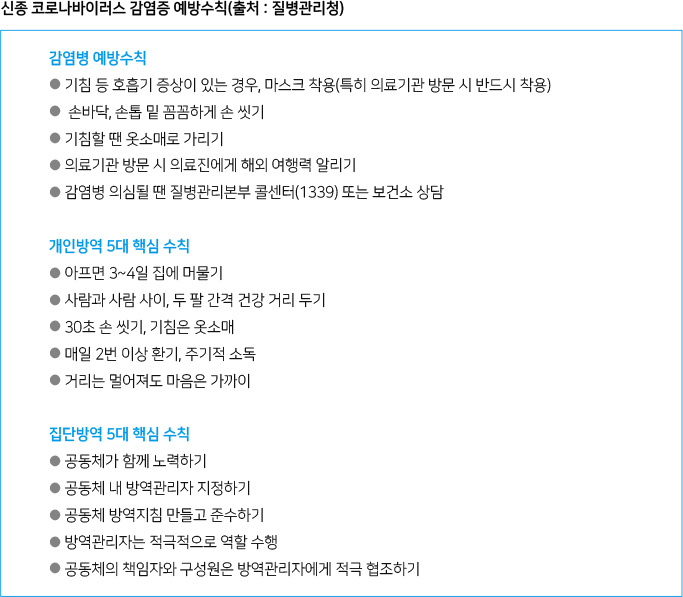 신종 코로나바이러스 감염증 예방수칙(출처 : 질병관리청)
감염병 예방수칙
● 기침 등 호흡기 증상이 있는 경우, 마스크 착용(특히 의료기관 방문 시 반드시 착용)
● 손바닥, 손톱 밑 꼼꼼하게 손 씻기
● 기침할 땐 옷소매로 가리기
● 의료기관 방문 시 의료진에게 해외 여행력 알리기
● 감염병 의심될 땐 질병관리본부 콜센터(1339) 또는 보건소 상담
개인방역 5대 핵심 수칙
● 아프면 3~4일 집에 머물기
● 사람과 사람 사이, 두 팔 간격 건강 거리 두기
● 30초 손 씻기, 기침은 옷소매
● 매일 2번 이상 환기, 주기적 소독
● 거리는 멀어져도 마음은 가까이
집단방역 5대 핵심 수칙
● 공동체가 함께 노력하기
● 공동체 내 방역관리자 지정하기
● 공동체 방역지침 만들고 준수하기
● 방역관리자는 적극적으로 역할 수행
● 공동체의 책임자와 구성원은 방역관리자에게 적극 협조하기